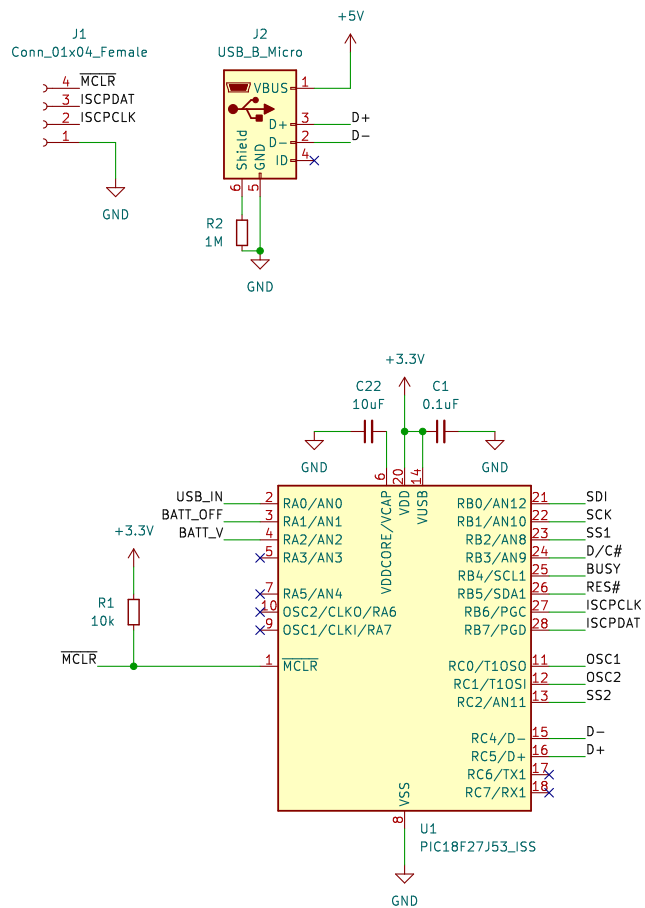 J1
Conn_01x04_Female
4 MCLR
3 ISCPDAT
2 ISCPCLK
1
GND
+5V
J2
USB_B_Micro
VBUS 1
D+ 3 D+
D- 2 D-
ID 4
Shield
GND
6
5
R2
1M
GND
+3.3V
C22
10uF
C1
0.1uF
GND
GND
6
20
14
VDDCORE/VCAP
VDD
VUSB
USB_IN 2 RA0/AN0
BATT_OFF 3 RA1/AN1
BATT_V 4 RA2/AN2
5 RA3/AN3
7 RA5/AN4
10 OSC2/CLKO/RA6
9 OSC1/CLKI/RA7
+3.3V
R1
10k
MCLR 1 MCLR
RB0/AN12 21 SDI
RB1/AN10 22 SCK
RB2/AN8 23 SS1
RB3/AN9 24 D/C#
RB4/SCL1 25 BUSY
RB5/SDA1 26 RES#
RB6/PGC 27 ISCPCLK
RB7/PGD 28 ISCPDAT
RC0/T1OSO 11 OSC1
RC1/T1OSI 12 OSC2
RC2/AN11 13 SS2
RC4/D- 15 D-
RC5/D+ 16 D+
RC6/TX1 17
RC7/RX1 18
VSS
8
U1
PIC18F27J53_ISS
GND